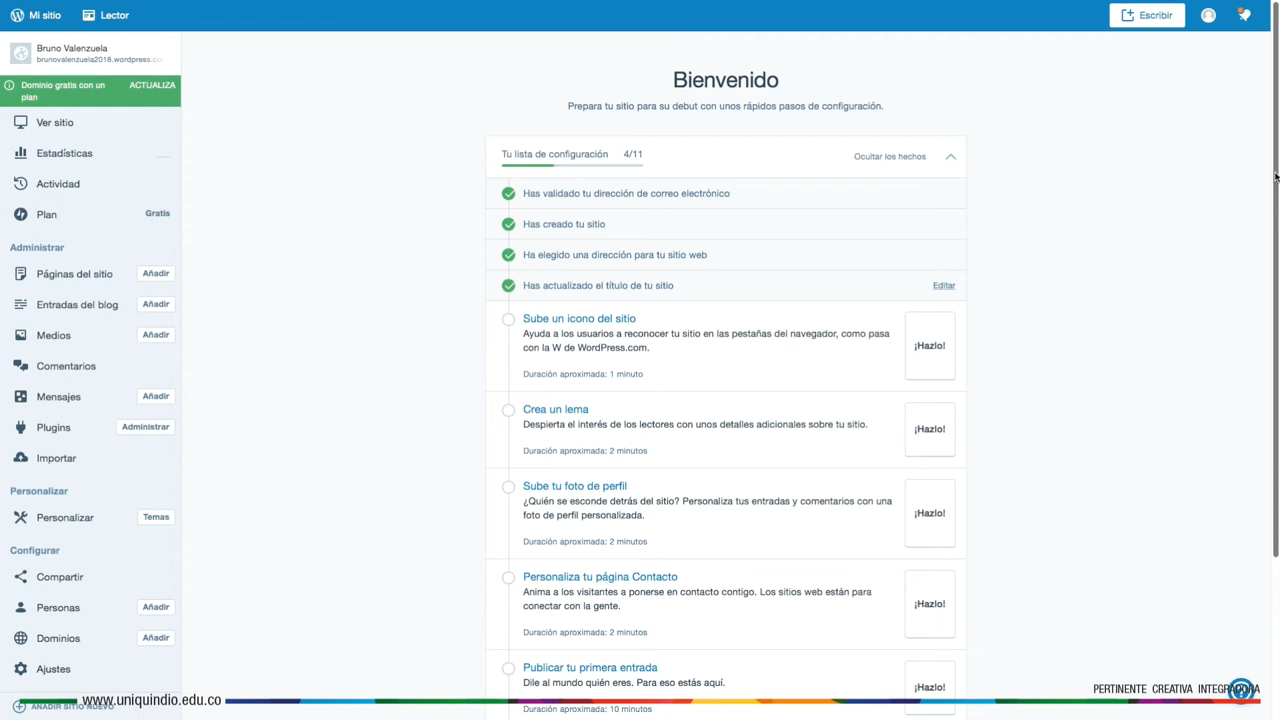 Mi sitio
Lector
Escribir
Bruno Valenzuela
brunovalenzuela2018.wordpress.co
Dominio gratis con un
plan
ACTUALIZA
Ver sitio
Estadísticas
Actividad
Plan
Gratis
Administrar
Páginas del sitio
Añadir
Entradas del blog
Añadir
Medios
Añadir
Comentarios
Mensajes
Añadir
Plugins
Administrar
Importar
Personalizar
Personalizar
Temas
Configurar
Compartir
Personas
Añadir
Dominios
Añadir
Ajustes
AÑADIR SITIO NUEVO
Bienvenido
Prepara tu sitio para su debut con unos rápidos pasos de configuración.
Tu lista de configuración 4/11
Ocultar los hechos
Has validado tu dirección de correo electrónico
Has creado tu sitio
Ha elegido una dirección para tu sitio web
Has actualizado el título de tu sitio
Editar
Sube un icono del sitio
Ayuda a los usuarios a reconocer tu sitio en las pestañas del navegador, como pasa
con la W de WordPress.com.
Duración aproximada: 1 minuto
¡Hazlo!
Crea un lema
Despierta el interés de los lectores con unos detalles adicionales sobre tu sitio.
Duración aproximada: 2 minutos
¡Hazlo!
Sube tu foto de perfil
¿Quién se esconde detrás del sitio? Personaliza tus entradas y comentarios con una
foto de perfil personalizada.
Duración aproximada: 2 minutos
¡Hazlo!
Personaliza tu página Contacto
Anima a los visitantes a ponerse en contacto contigo. Los sitios web están para
conectar con la gente.
Duración aproximada: 2 minutos
¡Hazlo!
Publicar tu primera entrada
Dile al mundo quién eres. Para eso estás aquí.
Duración aproximada: 10 minutos
¡Hazlo!
www.uniquindio.edu.co
PERTINENTE CREATIVA INTEGRADORA